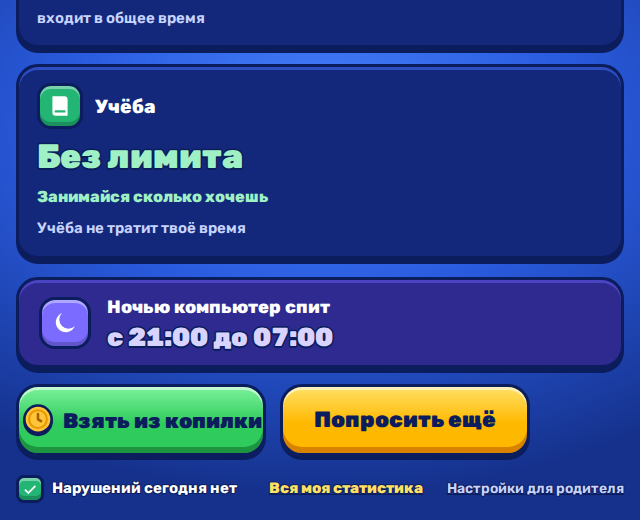 входит в общее время
Учёба
Без лимита
Занимайся сколько хочешь
Учёба не тратит твоё время
Ночью компьютер спит
с 21:00 до 07:00
Взять из копилки
Попросить ещё
Нарушений сегодня нет
Вся моя статистика
Настройки для родителя